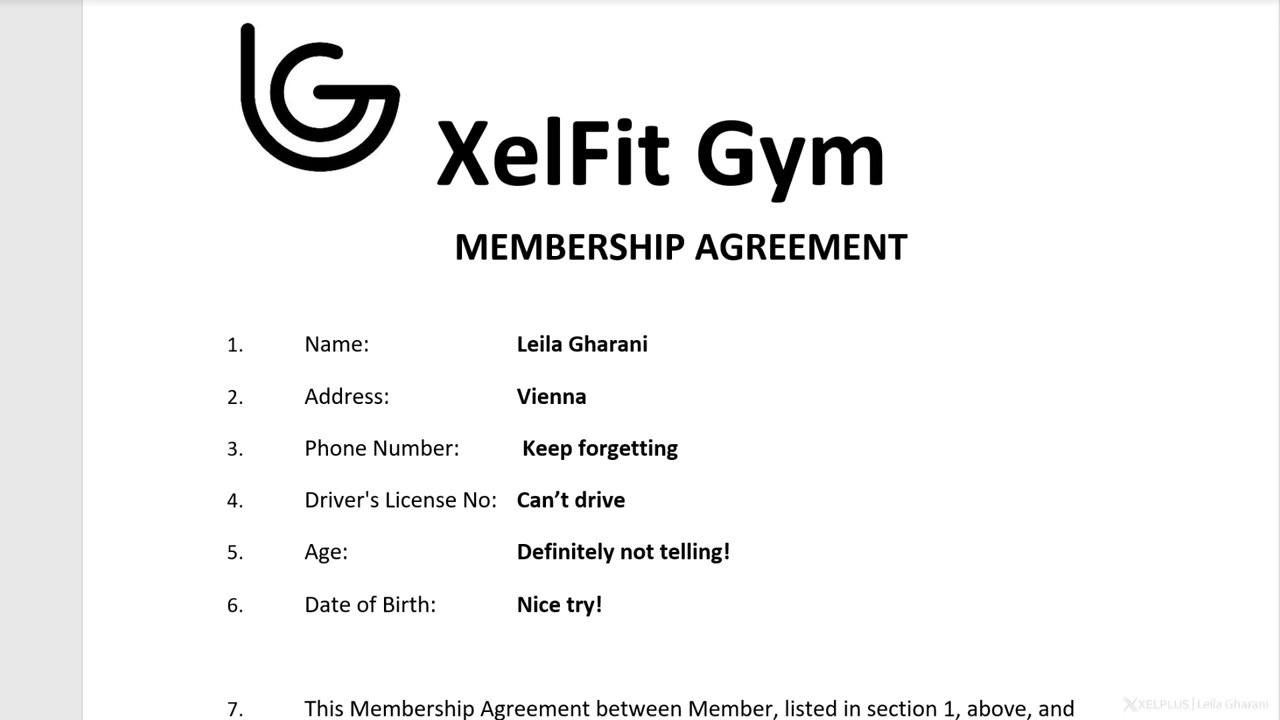 LG
XelFit Gym
MEMBERSHIP AGREEMENT
1. Name: Leila Gharani
2. Address: Vienna
3. Phone Number: Keep forgetting
4. Driver's License No: Can’t drive
5. Age: Definitely not telling!
6. Date of Birth: Nice try!
7. This Membership Agreement between Member, listed in section 1, above, and
XELPLUS | Leila Gharani